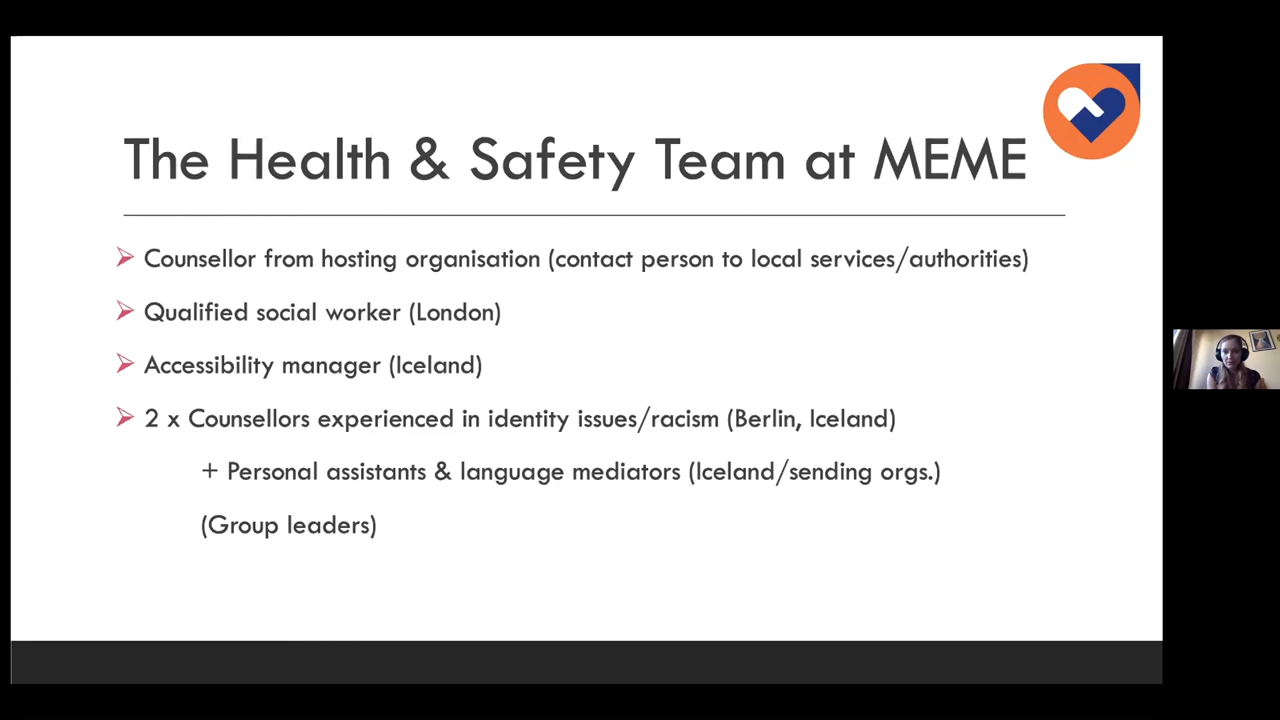 The Health & Safety Team at MEME
Counsellor from hosting organisation (contact person to local services/authorities)
Qualified social worker (London)
Accessibility manager (Iceland)
2 x Counsellors experienced in identity issues/racism (Berlin, Iceland)
+ Personal assistants & language mediators (Iceland/sending orgs.)
(Group leaders)